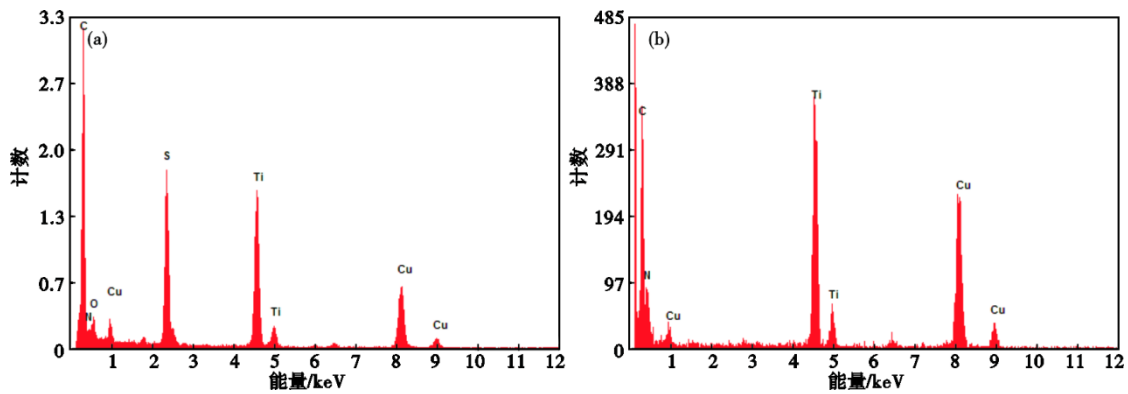 (a)
计数
3.3
2.7
2.0
1.3
0.7
0
C
N
O
Cu
S
Ti
Ti
Cu
Cu
1 2 3 4 5 6 7 8 9 10 11 12
能量/keV
(b)
计数
485
388
291
194
97
0
C
N
Cu
Ti
Ti
Cu
Cu
1 2 3 4 5 6 7 8 9 10 11 12
能量/keV